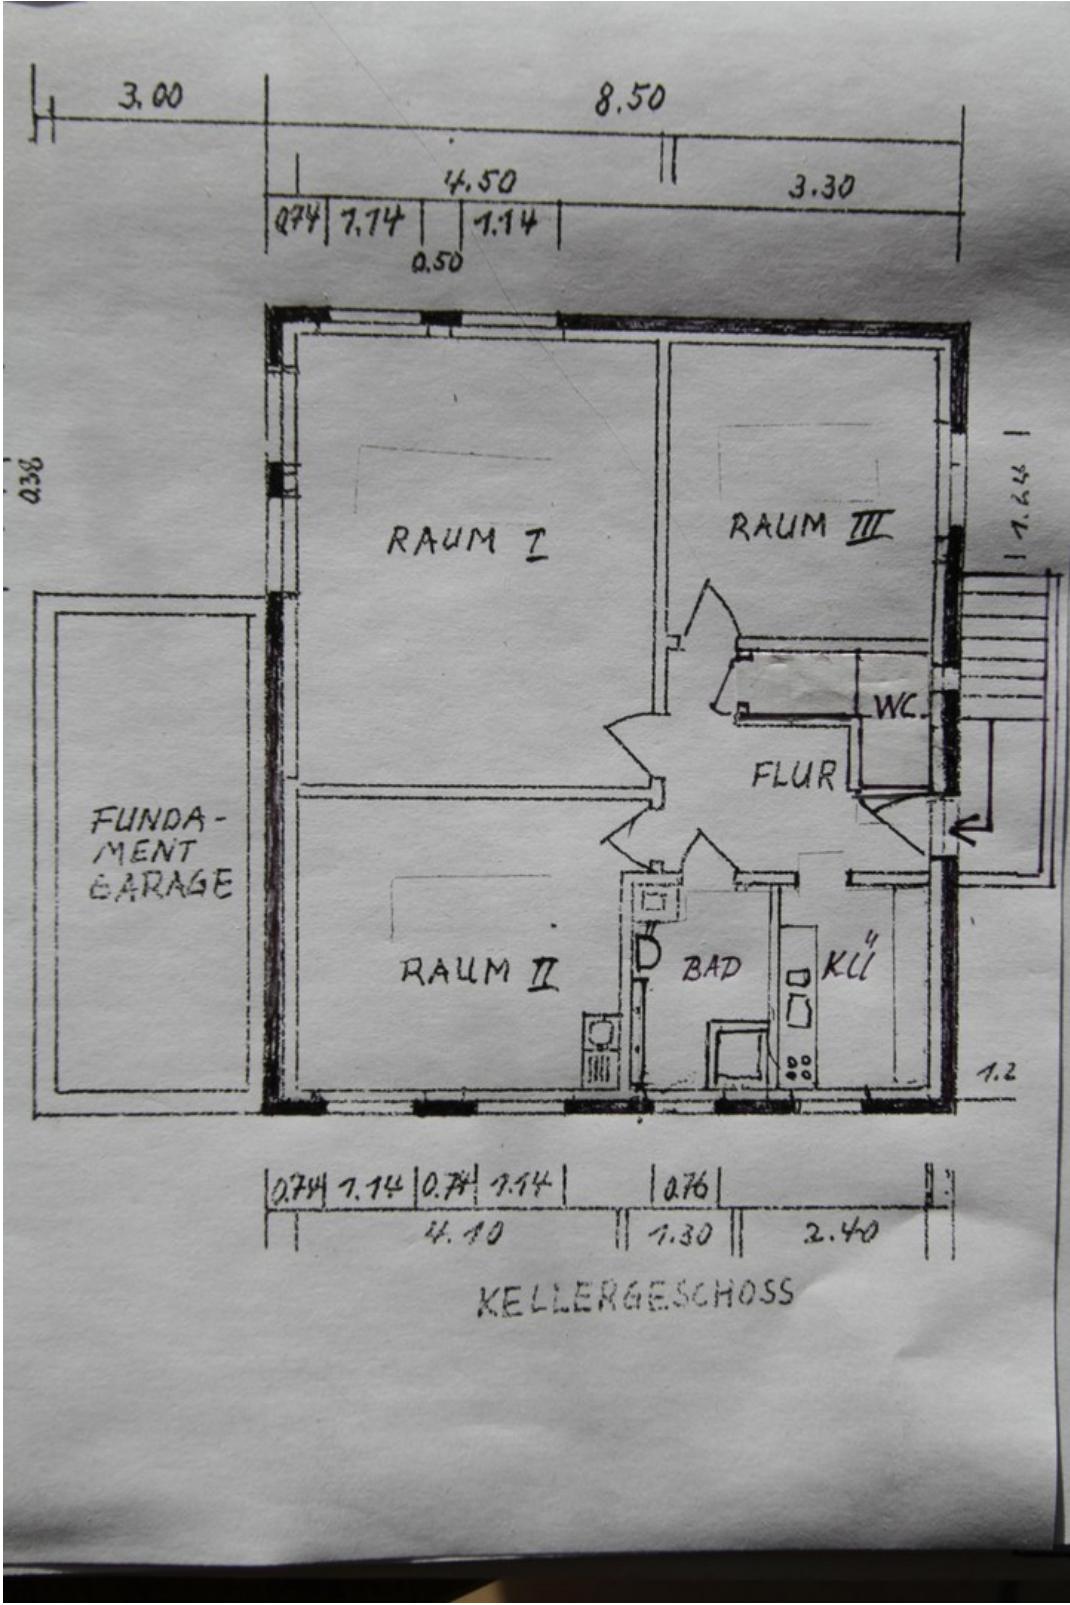 3.00
8.50
4.50
3.30
0.74
1.14
1.14
0.50
0.38
RAUM I
RAUM III
1.24
WC.
FLUR
FUNDA-
MENT
GARAGE
RAUM II
BAD
KÜ
1.2
0.74
1.14
0.74
1.14
0.76
4.10
1.30
2.40
KELLERGESCHOSS